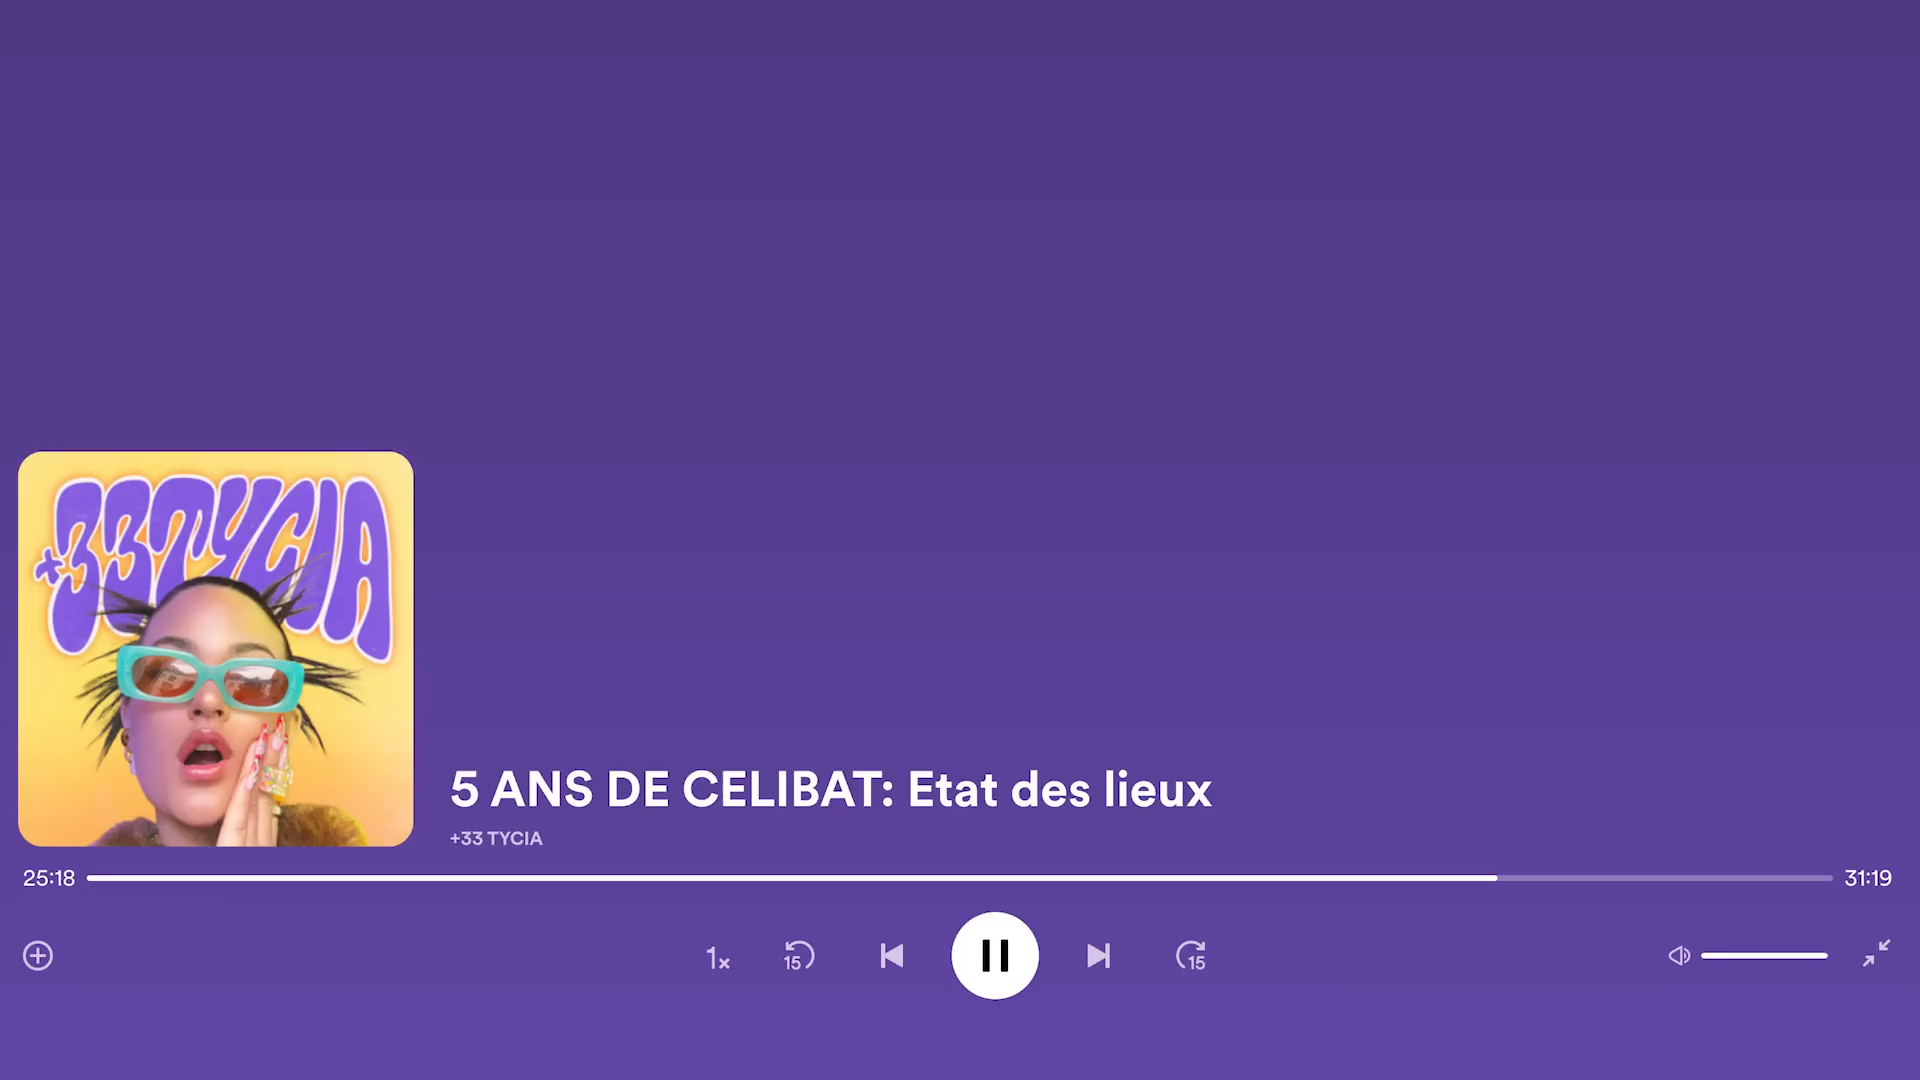 +33TYCIA
5 ANS DE CELIBAT: Etat des lieux
+33 TYCIA
25:18
31:19
1x
15
15